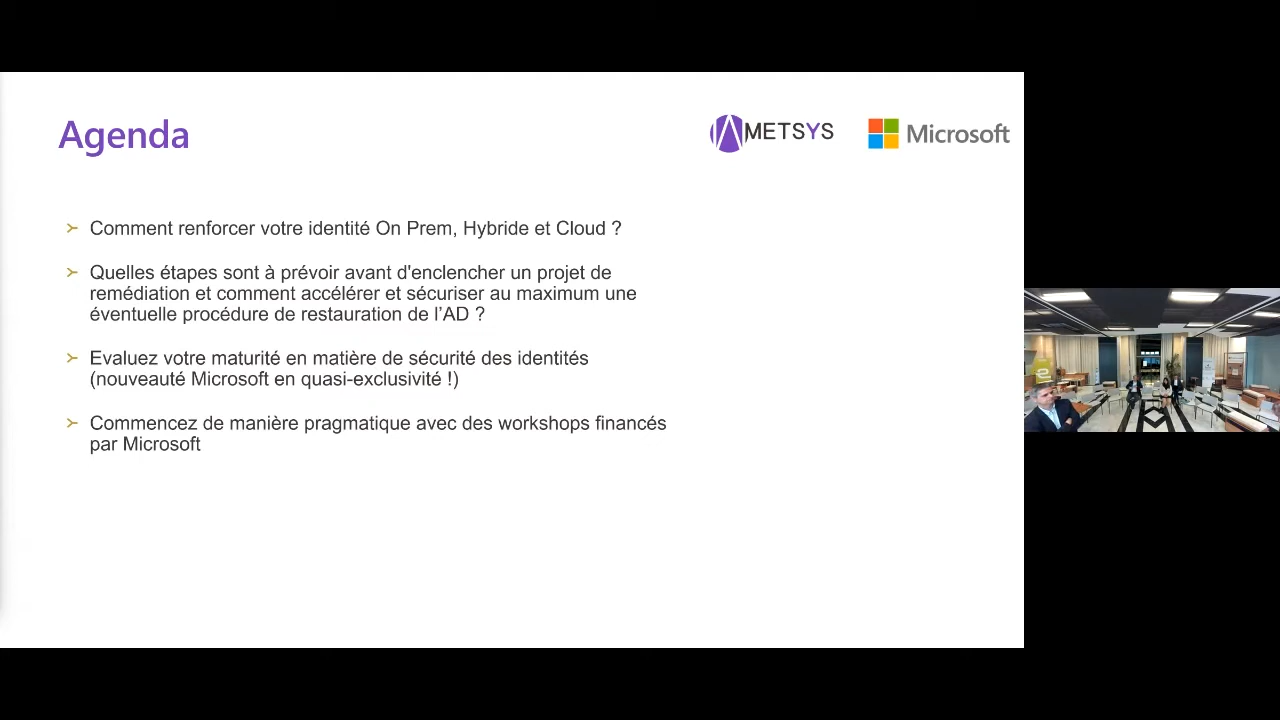 Agenda
METSYS
Microsoft
Comment renforcer votre identité On Prem, Hybride et Cloud ?
Quelles étapes sont à prévoir avant d'enclencher un projet de
remédiation et comment accélérer et sécuriser au maximum une
éventuelle procédure de restauration de l’AD ?
Evaluez votre maturité en matière de sécurité des identités
(nouveauté Microsoft en quasi-exclusivité !)
Commencez de manière pragmatique avec des workshops financés
par Microsoft